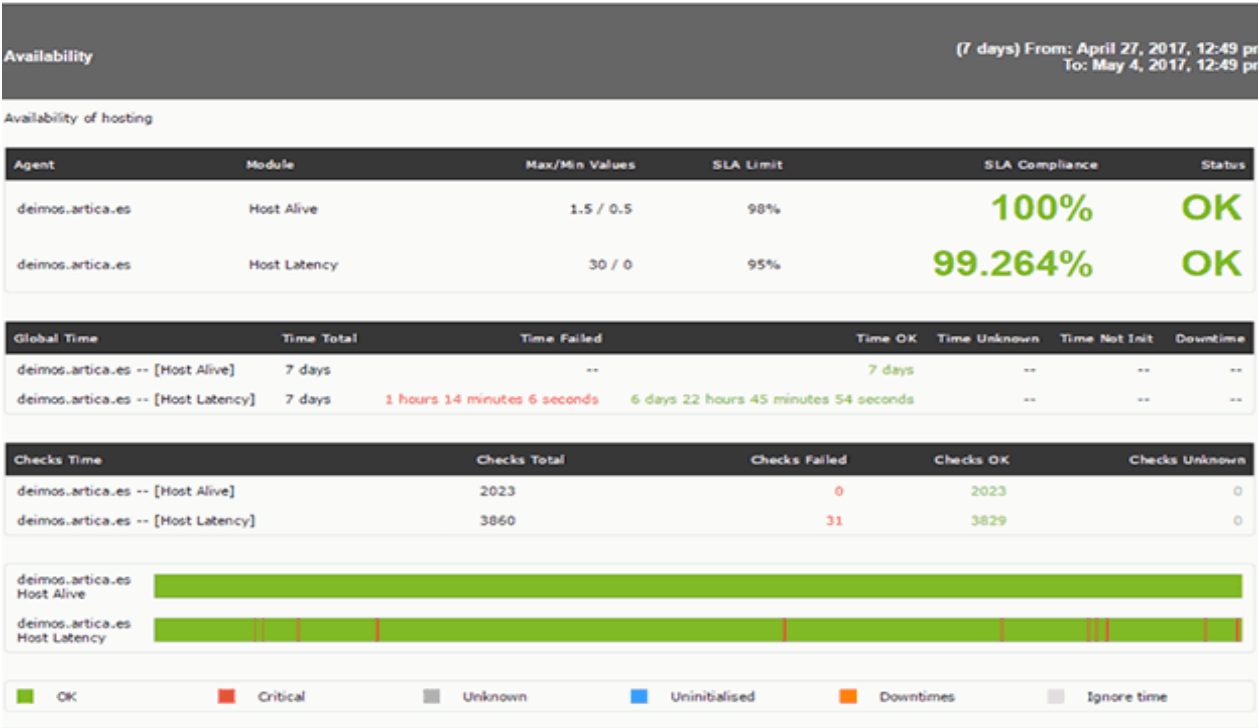 Availability
(7 days) From: April 27, 2017, 12:49 pm
To: May 4, 2017, 12:49 pm
Availability of hosting
Agent Module Max/Min Values SLA Limit SLA Compliance Status
deimos.artica.es Host Alive 1.5 / 0.5 98% 100% OK
deimos.artica.es Host Latency 30 / 0 95% 99.264% OK
Global Time Time Total Time Failed Time OK Time Unknown Time Not Init Downtime
deimos.artica.es -- [Host Alive] 7 days -- 7 days -- -- --
deimos.artica.es -- [Host Latency] 7 days 1 hours 14 minutes 6 seconds 6 days 22 hours 45 minutes 54 seconds -- -- --
Checks Time Checks Total Checks Failed Checks OK Checks Unknown
deimos.artica.es -- [Host Alive] 2023 0 2023 0
deimos.artica.es -- [Host Latency] 3860 31 3829 0
deimos.artica.es
Host Alive
deimos.artica.es
Host Latency
OK Critical Unknown Uninitialised Downtimes Ignore time